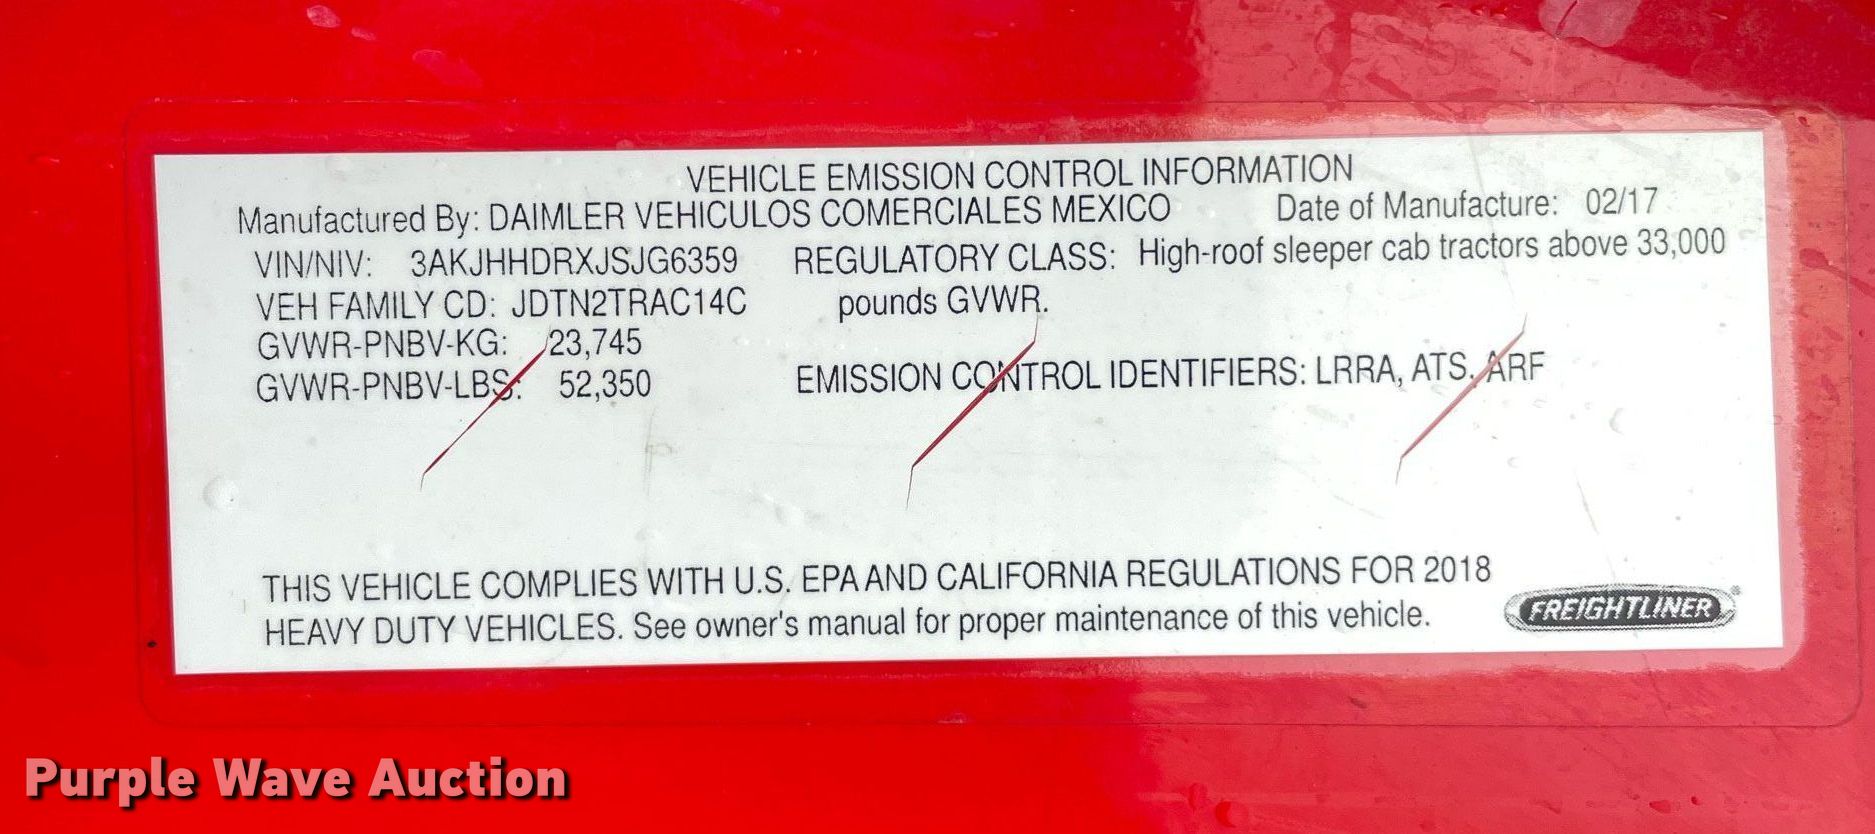 VEHICLE EMISSION CONTROL INFORMATION
Manufactured By: DAIMLER VEHICULOS COMERCIALES MEXICO Date of Manufacture: 02/17
VIN/NIV: 3AKJHHDRXJSJG6359 REGULATORY CLASS: High-roof sleeper cab tractors above 33,000
VEH FAMILY CD: JDTN2TRAC14C pounds GVWR.
GVWR-PNBV-KG: 23,745
GVWR-PNBV-LBS: 52,350 EMISSION CONTROL IDENTIFIERS: LRRA, ATS, ARF
THIS VEHICLE COMPLIES WITH U.S. EPA AND CALIFORNIA REGULATIONS FOR 2018
HEAVY DUTY VEHICLES. See owner's manual for proper maintenance of this vehicle.
FREIGHTLINER®
Purple Wave Auction